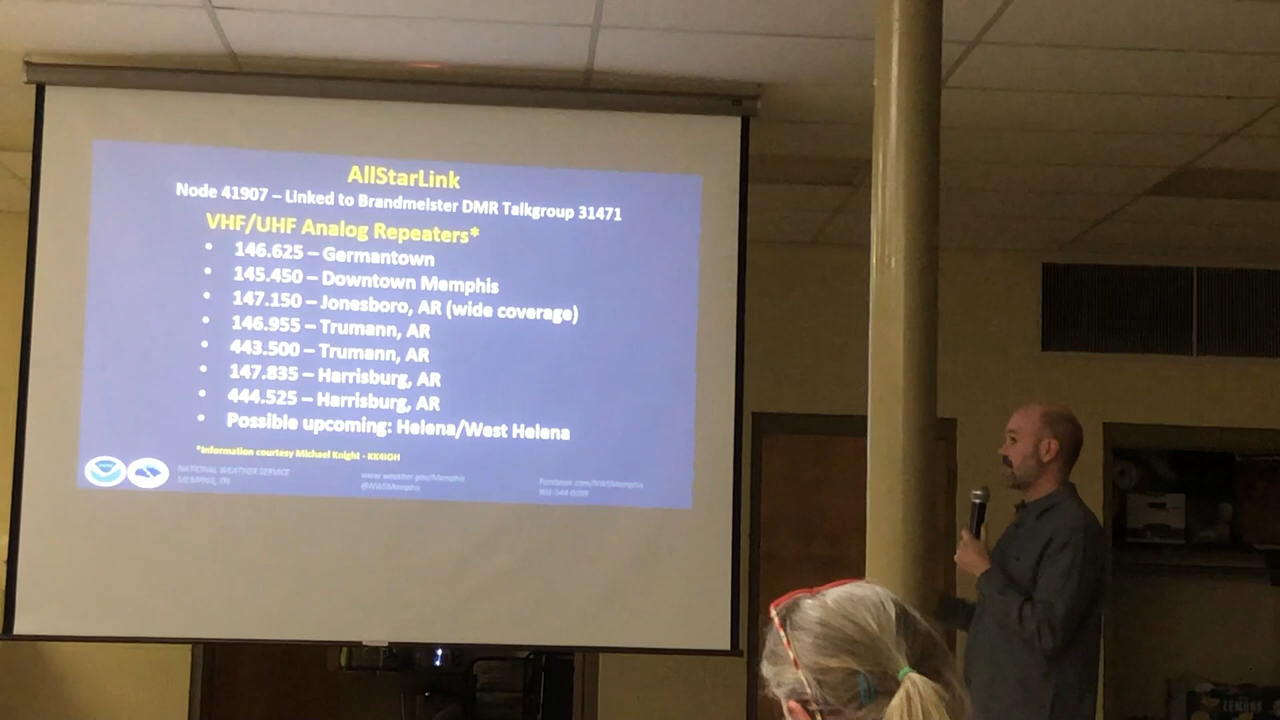 AllStarLink
Node 41907 – Linked to Brandmeister DMR Talkgroup 31471
VHF/UHF Analog Repeaters*
• 146.625 – Germantown
• 145.450 – Downtown Memphis
• 147.150 – Jonesboro, AR (wide coverage)
• 146.955 – Trumann, AR
• 443.500 – Trumann, AR
• 147.835 – Harrisburg, AR
• 444.525 – Harrisburg, AR
• Possible upcoming: Helena/West Helena
*Information courtesy Michael Knight - KK4IOH
NATIONAL WEATHER SERVICE
MEMPHIS, TN
www.weather.gov/Memphis
@NWSMemphis
Facebook.com/NWSMemphis